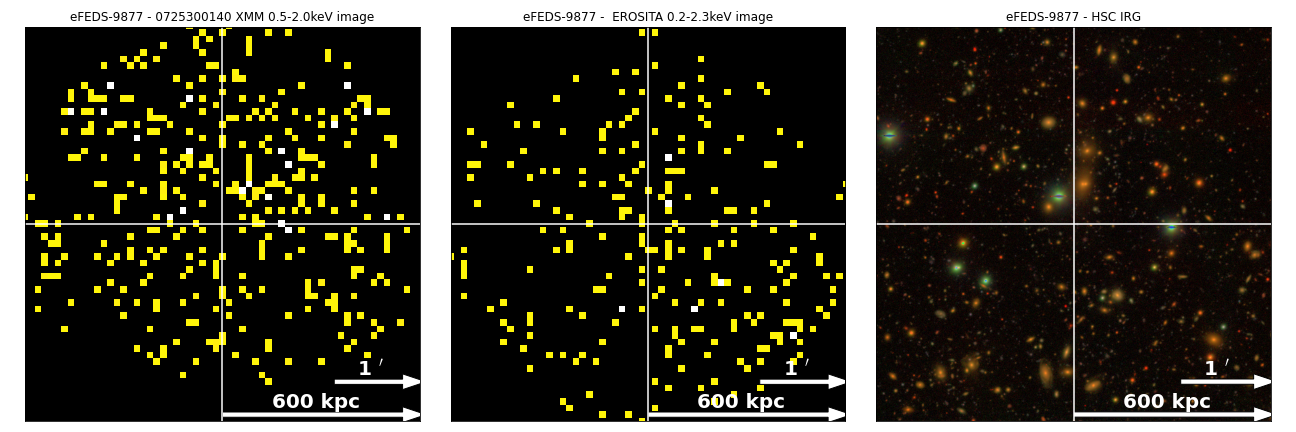 eFEDS-9877 - 0725300140 XMM 0.5-2.0keV image
eFEDS-9877 - EROSITA 0.2-2.3keV image
eFEDS-9877 - HSC IRG
1 ′
600 kpc
1 ′
600 kpc
1 ′
600 kpc